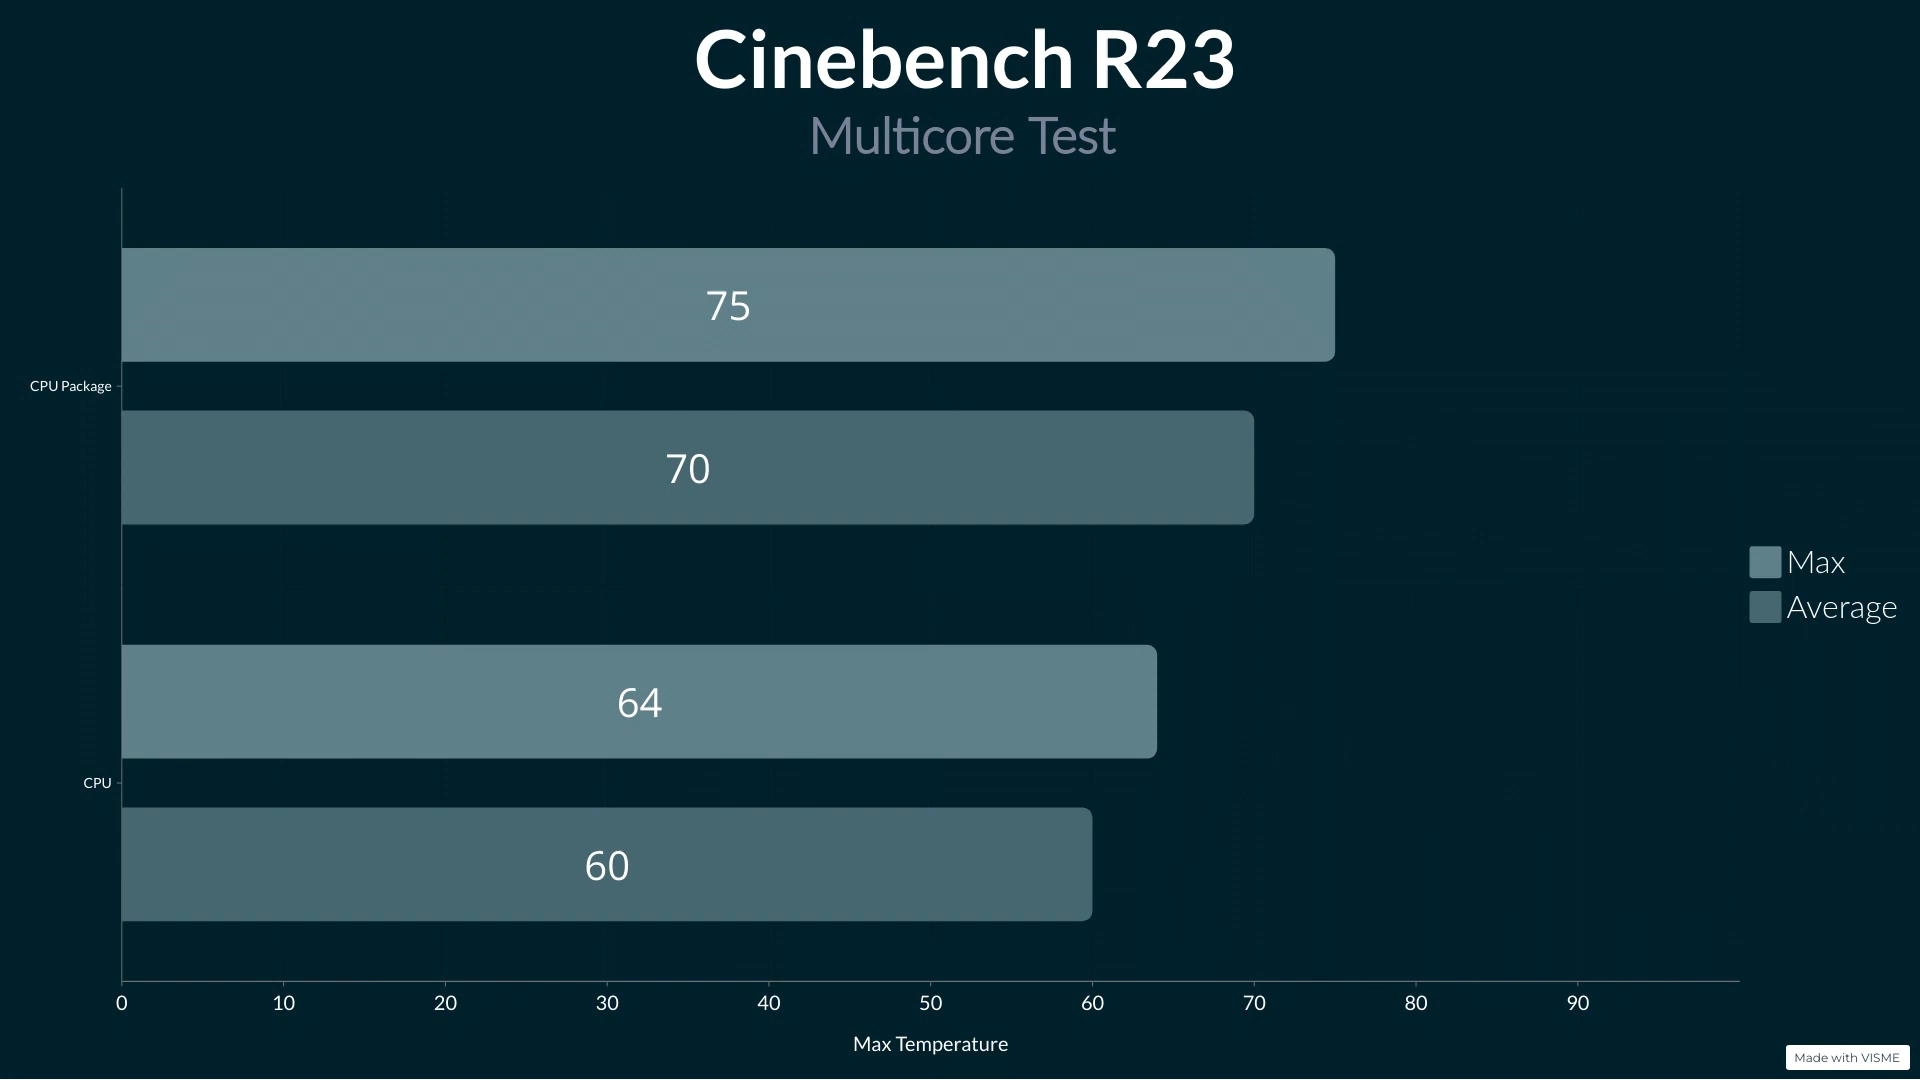 Cinebench R23
Multicore Test
75
CPU Package
70
Max
Average
64
CPU
60
0 10 20 30 40 50 60 70 80 90
Max Temperature
Made with VISME